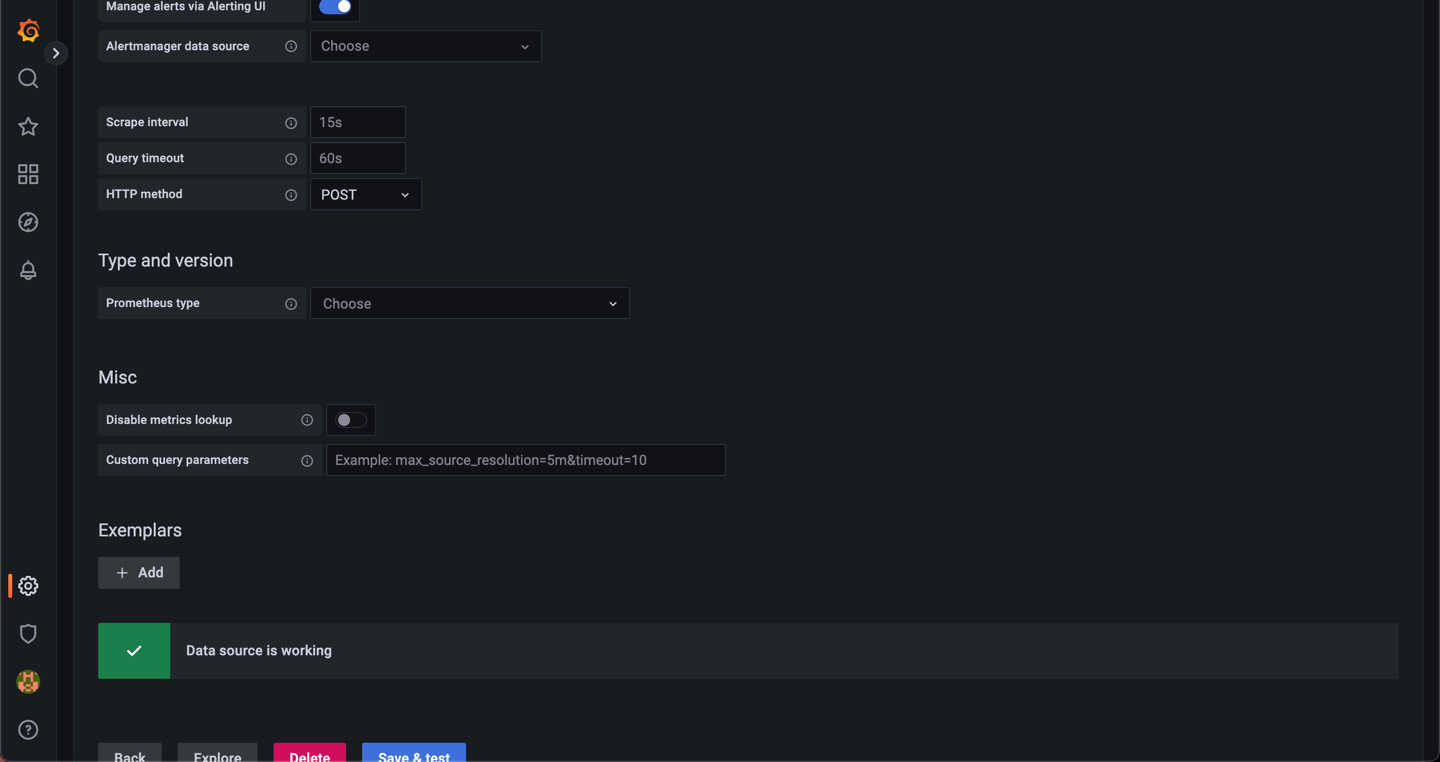 Manage alerts via Alerting UI
Alertmanager data source Choose
Scrape interval 15s
Query timeout 60s
HTTP method POST
Type and version
Prometheus type Choose
Misc
Disable metrics lookup
Custom query parameters Example: max_source_resolution=5m&timeout=10
Exemplars
+ Add
Data source is working
Back Explore Delete Save & test